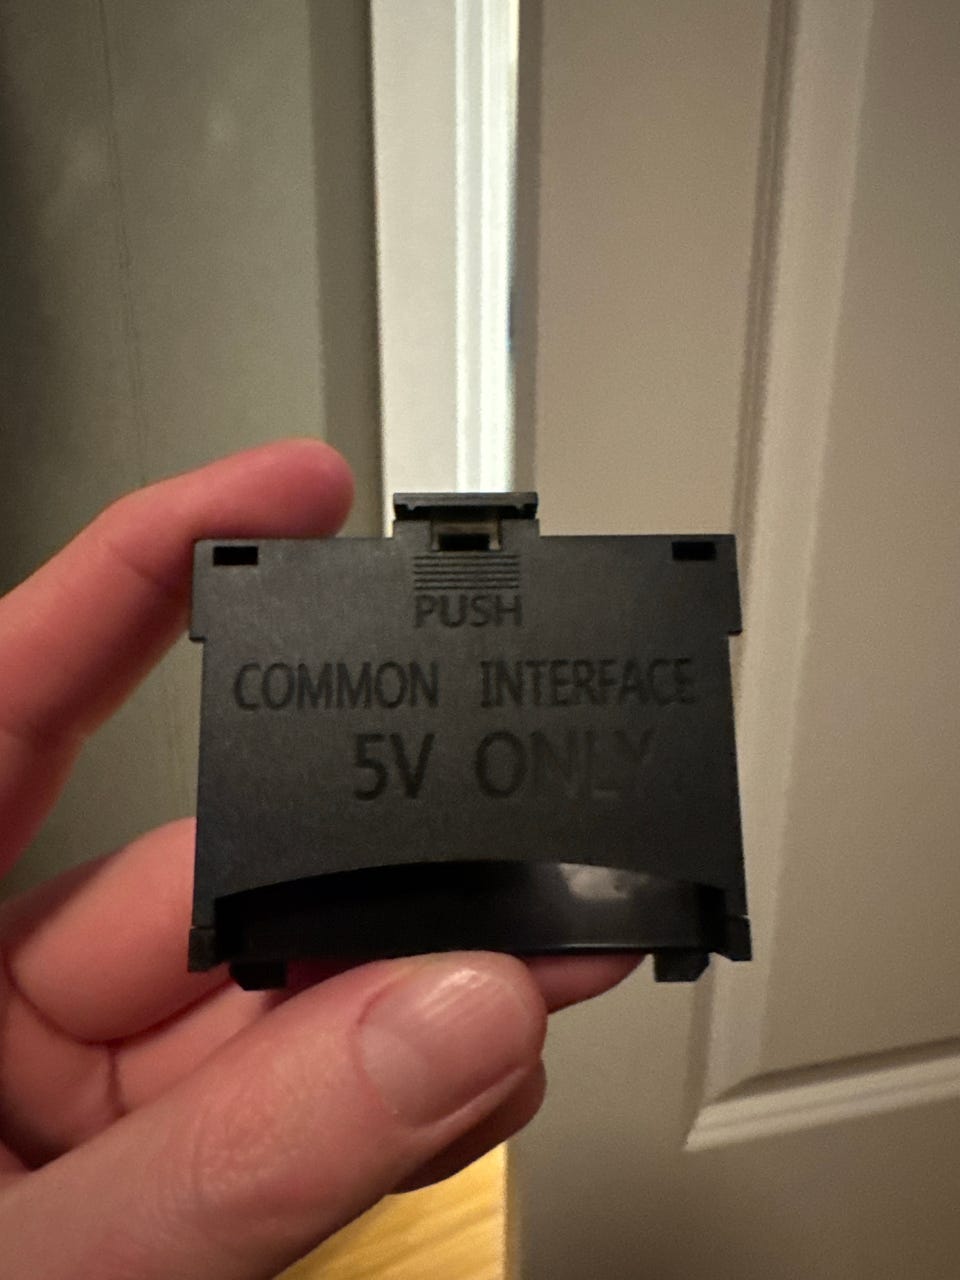 PUSH
COMMON INTERFACE
5V ONLY